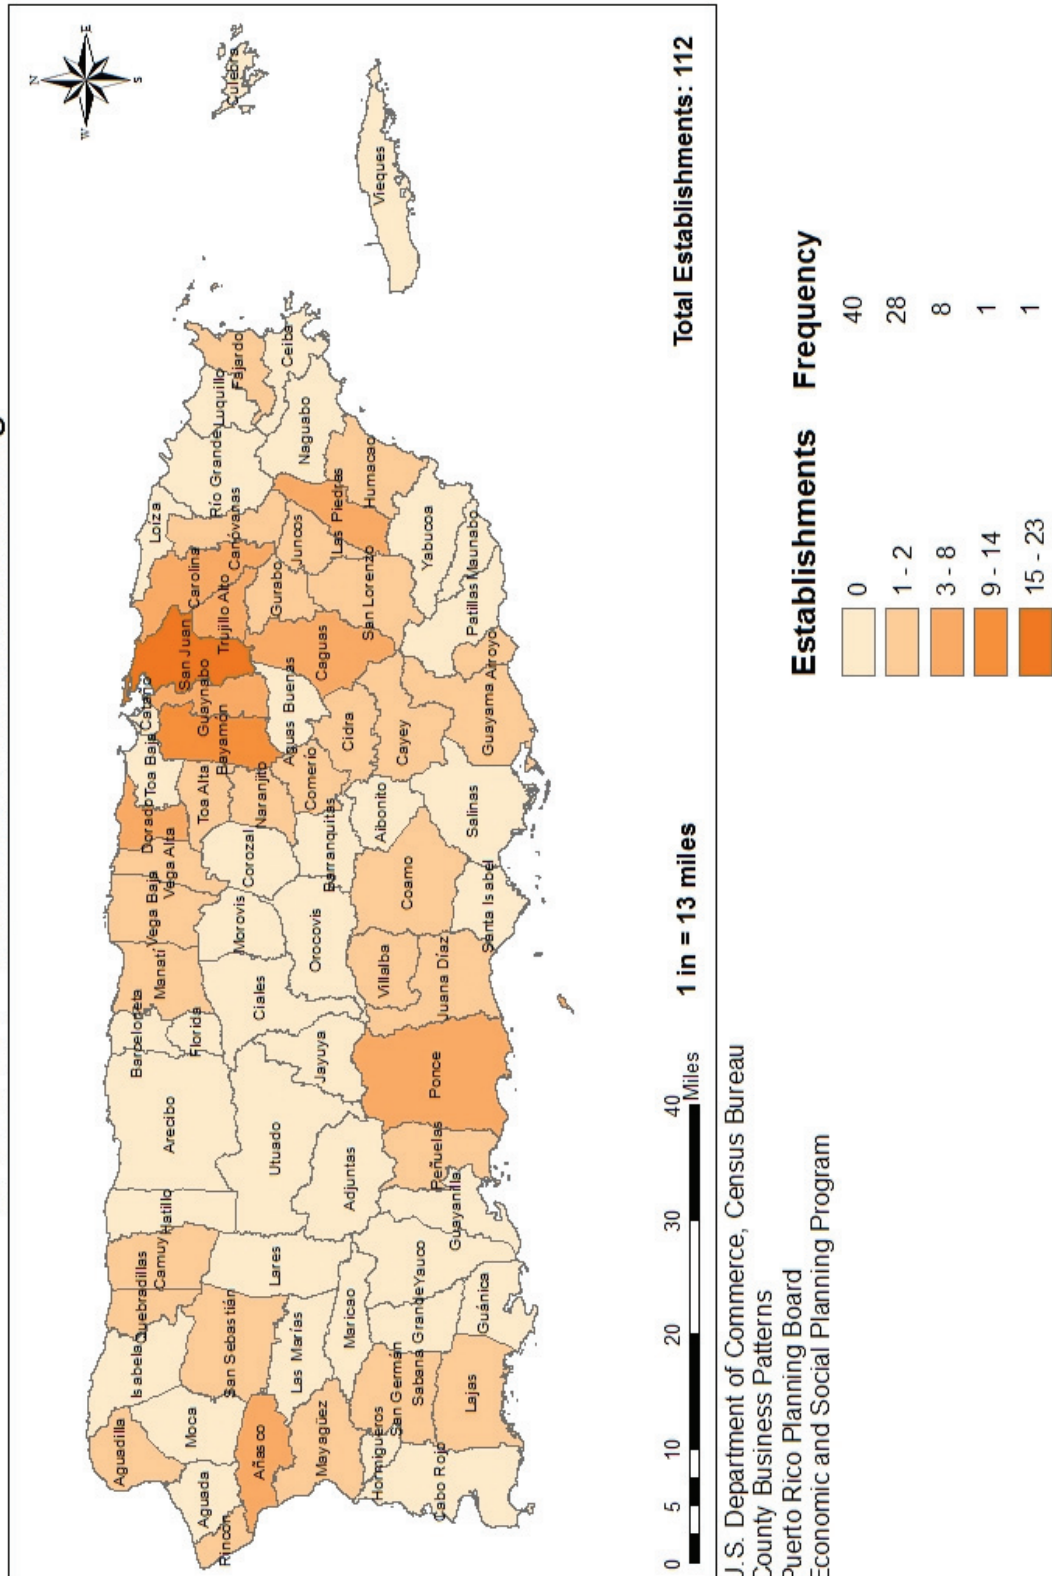 N
E
W
S
Culebra
Vieques
Aguadilla
Isabela
Quebradillas
Camuy
Hatillo
Arecibo
Barceloneta
Florida
Manatí
Vega Baja
Vega Alta
Dorado
Toa Baja
Cataño
Toa Alta
Bayamón
Guaynabo
San Juan
Trujillo Alto
Carolina
Loíza
Canóvanas
Río Grande
Luquillo
Fajardo
Ceiba
Naguabo
Rincón
Aguada
Moca
San Sebastián
Lares
Utuado
Ciales
Morovis
Corozal
Naranjito
Comerío
Aguas Buenas
Caguas
Gurabo
Juncos
Las Piedras
Humacao
Añasco
Las Marías
Mayagüez
Maricao
Adjuntas
Jayuya
Orocovis
Barranquitas
Aibonito
Cidra
Cayey
San Lorenzo
Yabucoa
Hormigueros
San Germán
Sabana Grande
Yauco
Guayanilla
Peñuelas
Ponce
Juana Díaz
Villalba
Coamo
Santa Isabel
Salinas
Guayama
Arroyo
Patillas
Maunabo
Cabo Rojo
Lajas
Guánica
0 5 10 20 30 40
Miles
1 in = 13 miles
Total Establishments: 112
U.S. Department of Commerce, Census Bureau
County Business Patterns
Puerto Rico Planning Board
Economic and Social Planning Program
Establishments Frequency
0 40
1 - 2 28
3 - 8 8
9 - 14 1
15 - 23 1